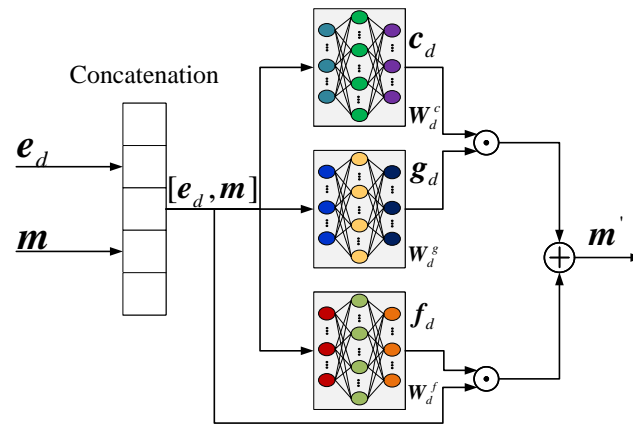 Concatenation
e_d
m
[e_d, m]
c_d
W_d^c
g_d
W_d^g
f_d
W_d^f
m'